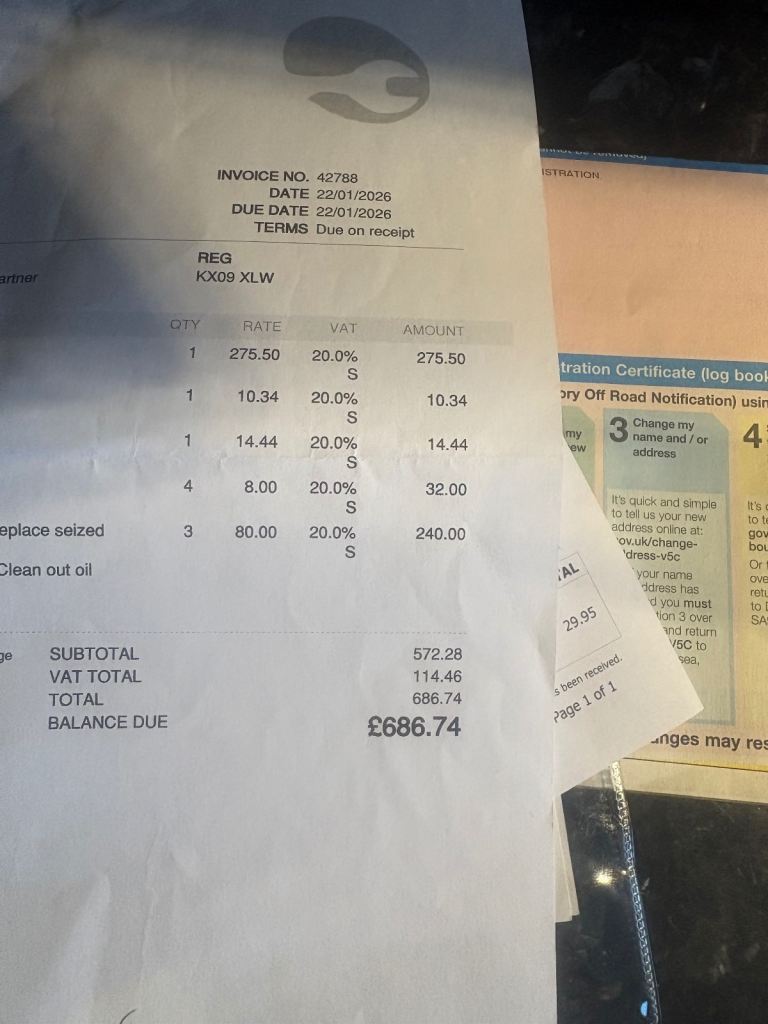 INVOICE NO. 42788
DATE 22/01/2026
DUE DATE 22/01/2026
TERMS Due on receipt
REG
artner KX09 XLW
QTY RATE VAT AMOUNT
1 275.50 20.0% 275.50
S
1 10.34 20.0% 10.34
S
1 14.44 20.0% 14.44
S
4 8.00 20.0% 32.00
S
eplace seized 3 80.00 20.0% 240.00
S
Clean out oil
ge SUBTOTAL 572.28
VAT TOTAL 114.46
TOTAL 686.74
BALANCE DUE £686.74
TAL
29.95
s been received.
Page 1 of 1
ISTRATION
tration Certificate (log book
ory Off Road Notification) usin
my
ew
3 Change my
name and / or
address
It's quick and simple
to tell us your new
address online at:
ov.uk/change-
dress-v5c
your name
ddress has
d you must
tion 3 over
and return
V5C to
sea,
4
It's
to te
gov
bou
Or
ove
retu
to
SA
anges may res